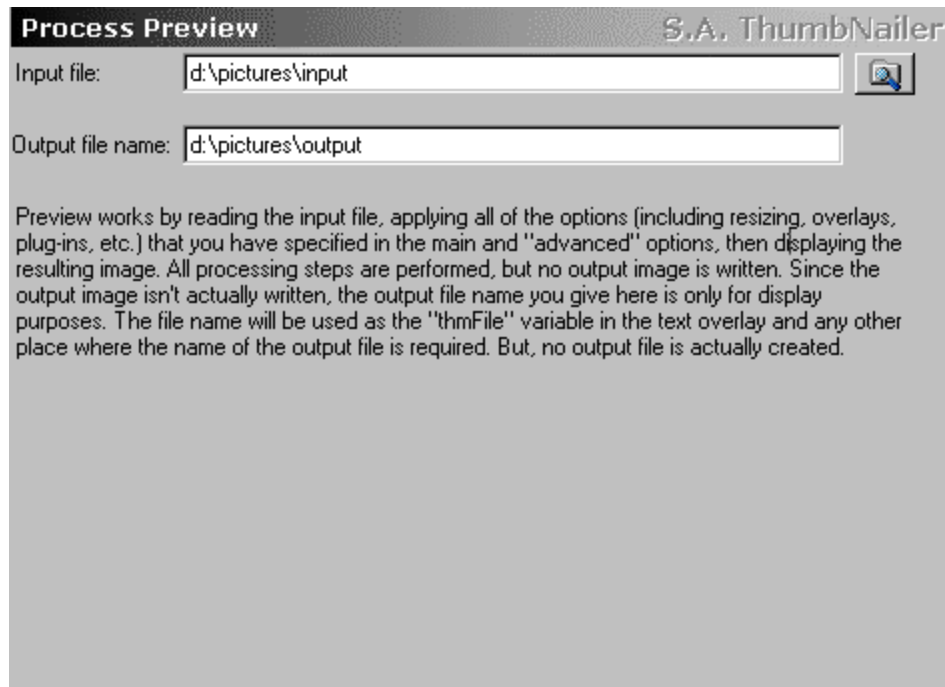 Process Preview S.A. ThumbNailer
Input file: d:\pictures\input
Output file name: d:\pictures\output
Preview works by reading the input file, applying all of the options (including resizing, overlays,
plug-ins, etc.) that you have specified in the main and "advanced" options, then displaying the
resulting image. All processing steps are performed, but no output image is written. Since the
output image isn't actually written, the output file name you give here is only for display
purposes. The file name will be used as the "thmFile" variable in the text overlay and any other
place where the name of the output file is required. But, no output file is actually created.